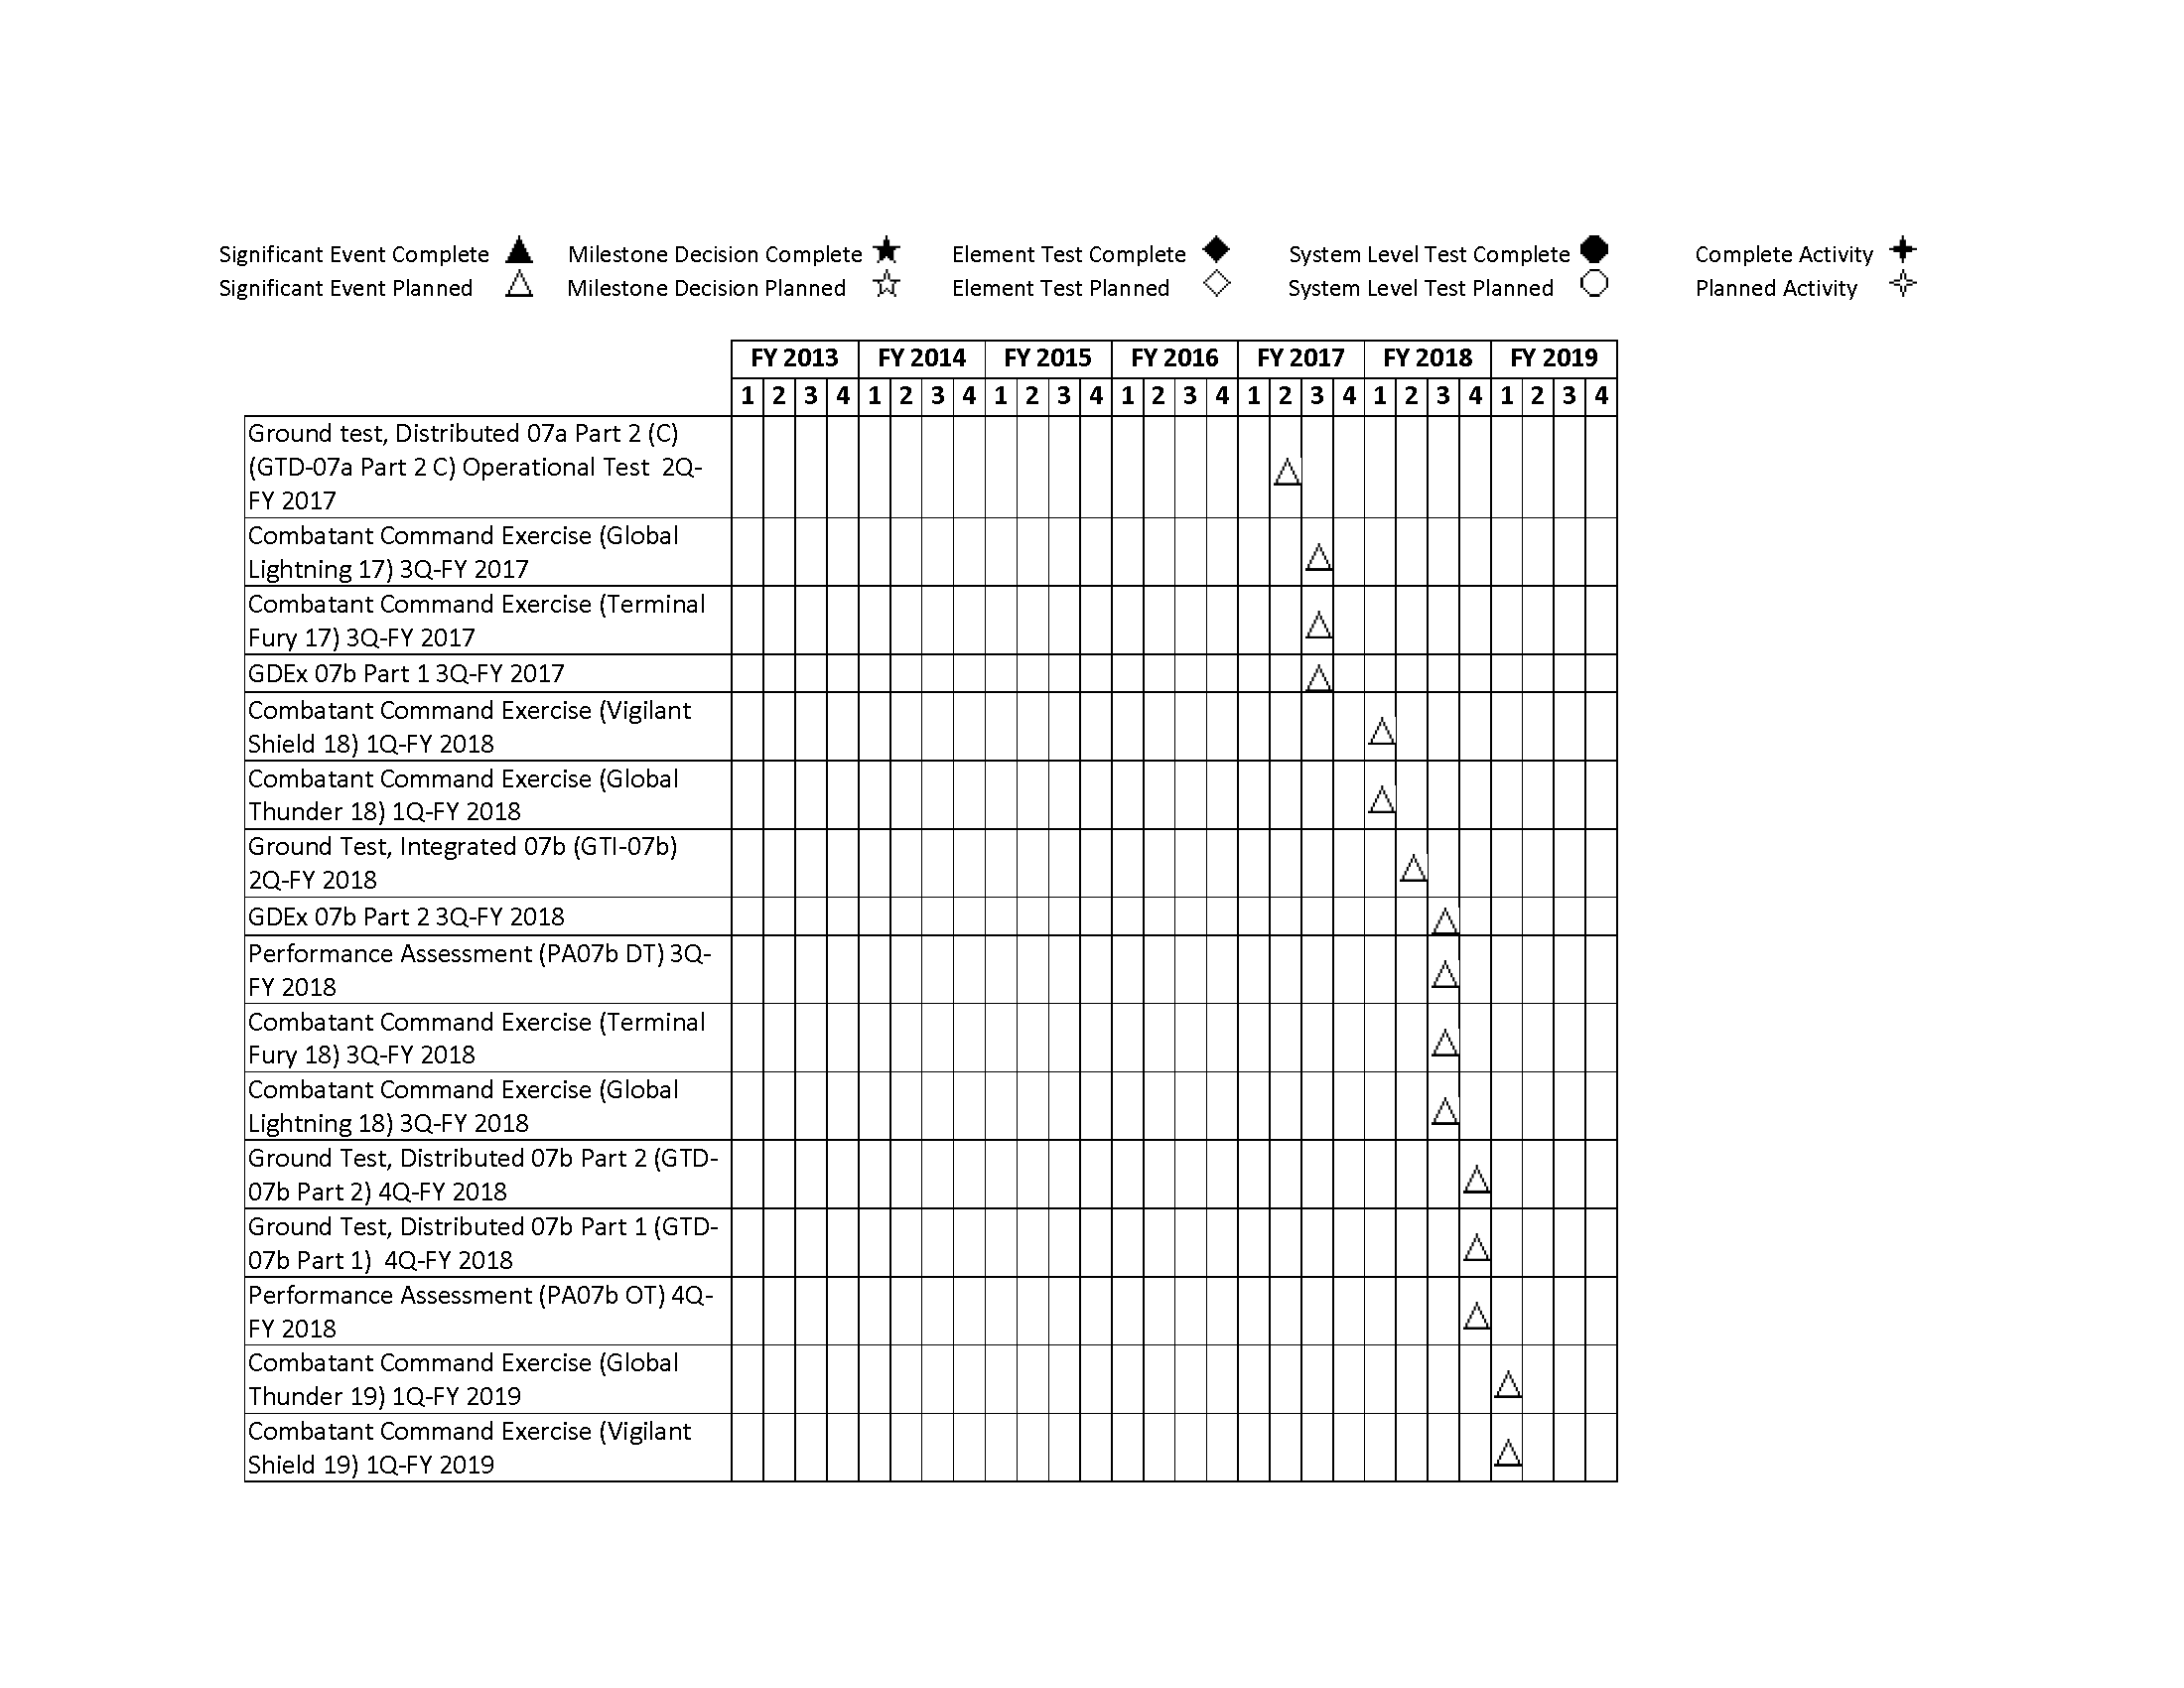 Significant Event Complete Milestone Decision Complete Element Test Complete System Level Test Complete Complete Activity
Significant Event Planned Milestone Decision Planned Element Test Planned System Level Test Planned Planned Activity
FY 2013 FY 2014 FY 2015 FY 2016 FY 2017 FY 2018 FY 2019
1 2 3 4 1 2 3 4 1 2 3 4 1 2 3 4 1 2 3 4 1 2 3 4 1 2 3 4
Ground test, Distributed 07a Part 2 (C)
(GTD-07a Part 2 C) Operational Test  2Q-
FY 2017
Combatant Command Exercise (Global
Lightning 17) 3Q-FY 2017
Combatant Command Exercise (Terminal
Fury 17) 3Q-FY 2017
GDEx 07b Part 1 3Q-FY 2017
Combatant Command Exercise (Vigilant
Shield 18) 1Q-FY 2018
Combatant Command Exercise (Global
Thunder 18) 1Q-FY 2018
Ground Test, Integrated 07b (GTI-07b)
2Q-FY 2018
GDEx 07b Part 2 3Q-FY 2018
Performance Assessment (PA07b DT) 3Q-
FY 2018
Combatant Command Exercise (Terminal
Fury 18) 3Q-FY 2018
Combatant Command Exercise (Global
Lightning 18) 3Q-FY 2018
Ground Test, Distributed 07b Part 2 (GTD-
07b Part 2) 4Q-FY 2018
Ground Test, Distributed 07b Part 1 (GTD-
07b Part 1)  4Q-FY 2018
Performance Assessment (PA07b OT) 4Q-
FY 2018
Combatant Command Exercise (Global
Thunder 19) 1Q-FY 2019
Combatant Command Exercise (Vigilant
Shield 19) 1Q-FY 2019